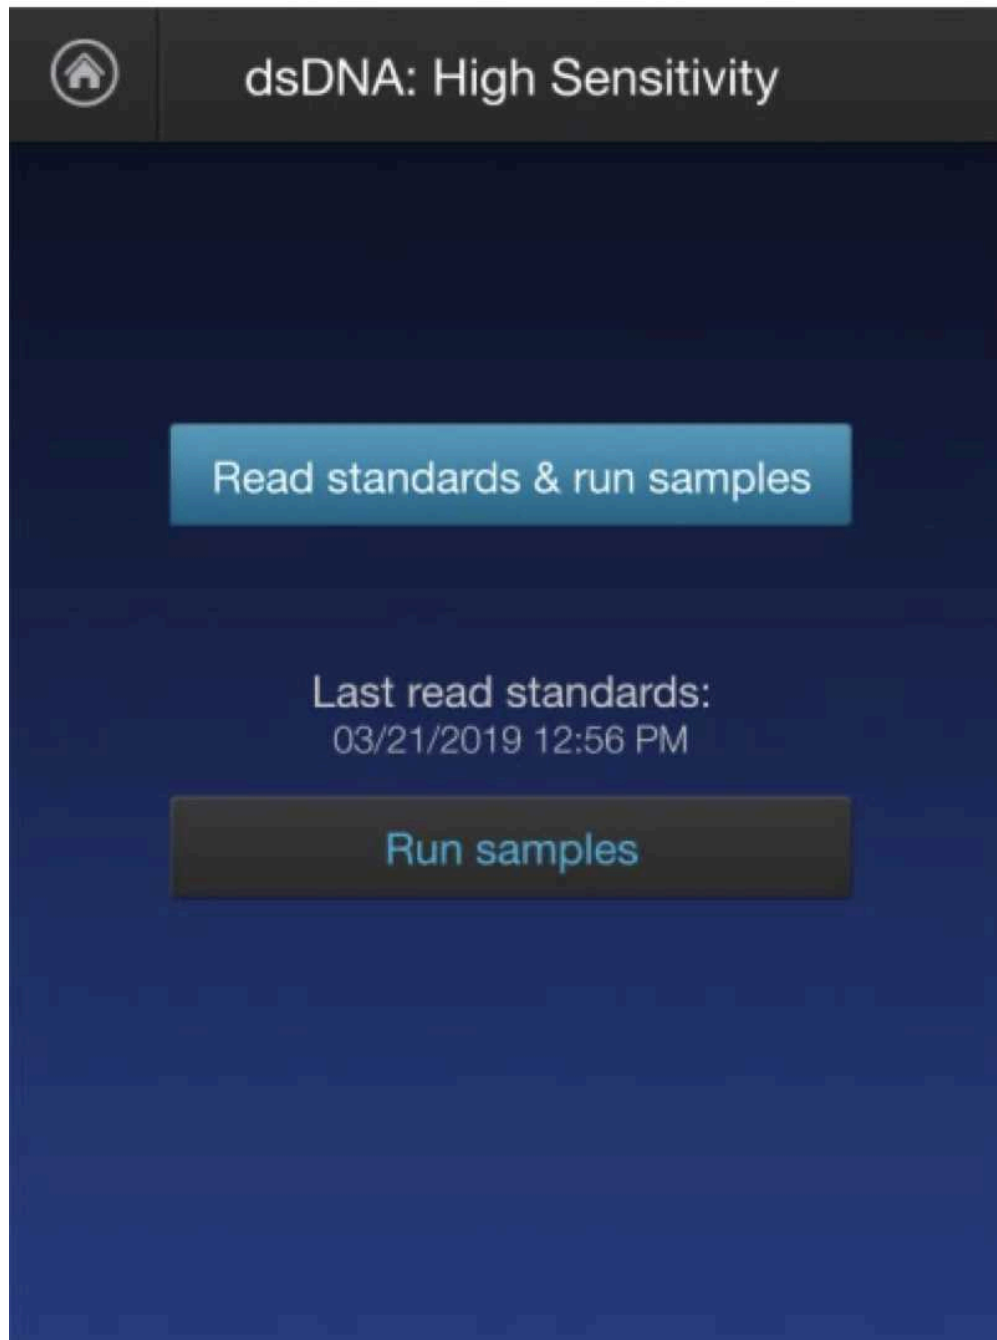 dsDNA: High Sensitivity
Read standards & run samples
Last read standards:
03/21/2019 12:56 PM
Run samples